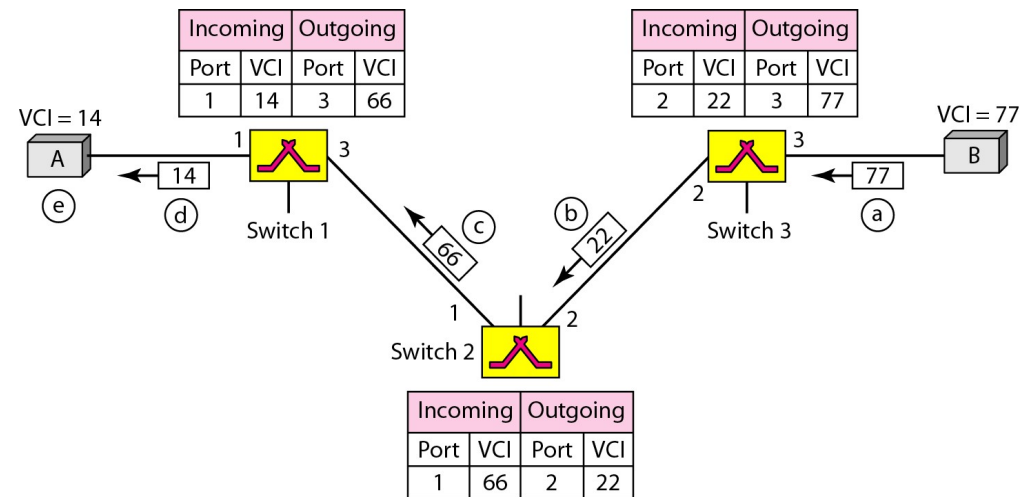 Incoming Outgoing
Port VCI Port VCI
1 14 3 66
Incoming Outgoing
Port VCI Port VCI
2 22 3 77
VCI = 14
VCI = 77
A
1
3
3
B
14
77
2
e
d
Switch 1
c
b
Switch 3
a
66
22
1
2
Switch 2
Incoming Outgoing
Port VCI Port VCI
1 66 2 22